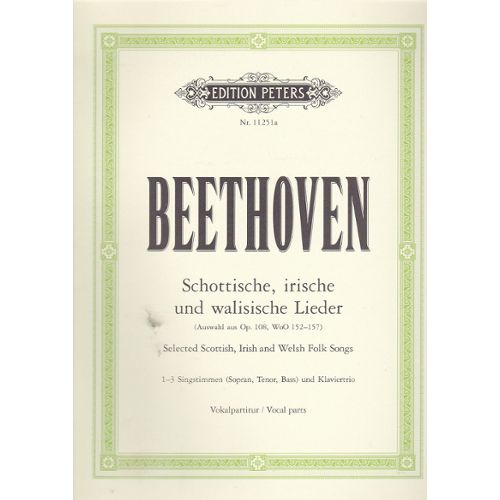 EDITION PETERS
Nr. 11251a
BEETHOVEN
Schottische, irische
und walisische Lieder
(Auswahl aus Op. 108, WoO 152–157)
Selected Scottish, Irish and Welsh Folk Songs
1–3 Singstimmen (Sopran, Tenor, Bass) und Klaviertrio
Vokalpartitur / Vocal parts